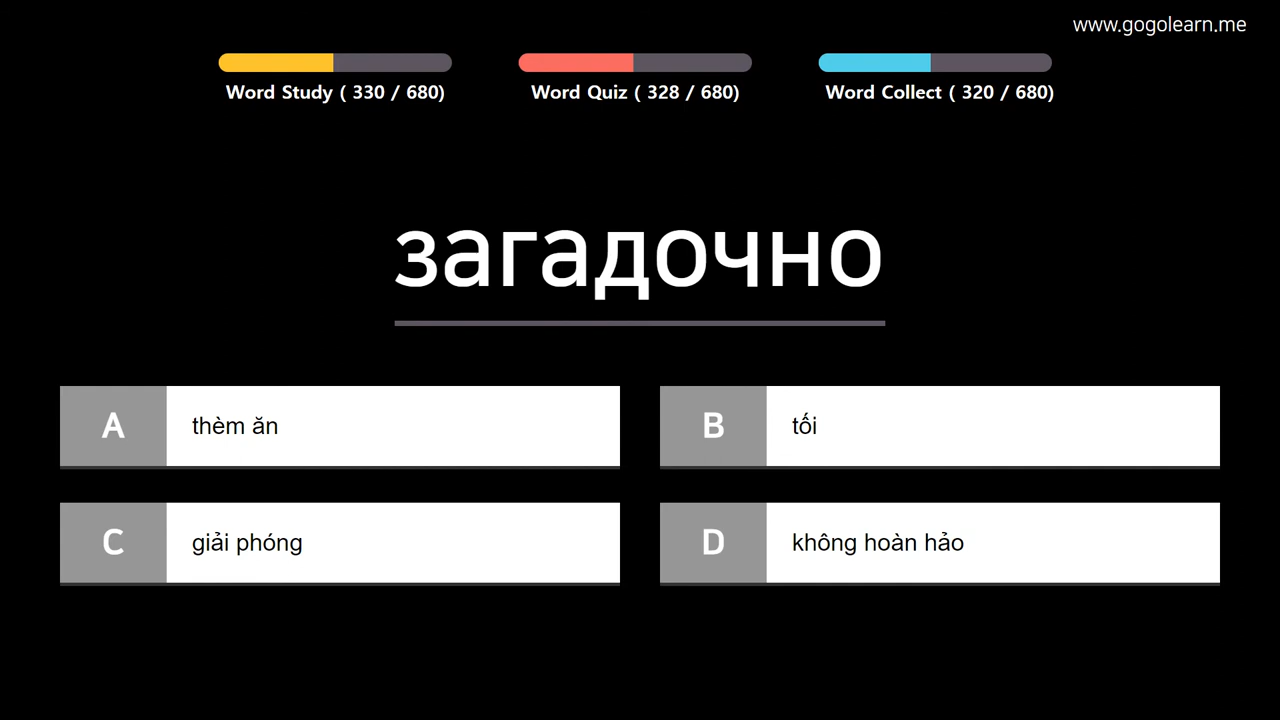 www.gogolearn.me
Word Study ( 330 / 680)
Word Quiz ( 328 / 680)
Word Collect ( 320 / 680)
загадочно
A thèm ăn
B tối
C giải phóng
D không hoàn hảo